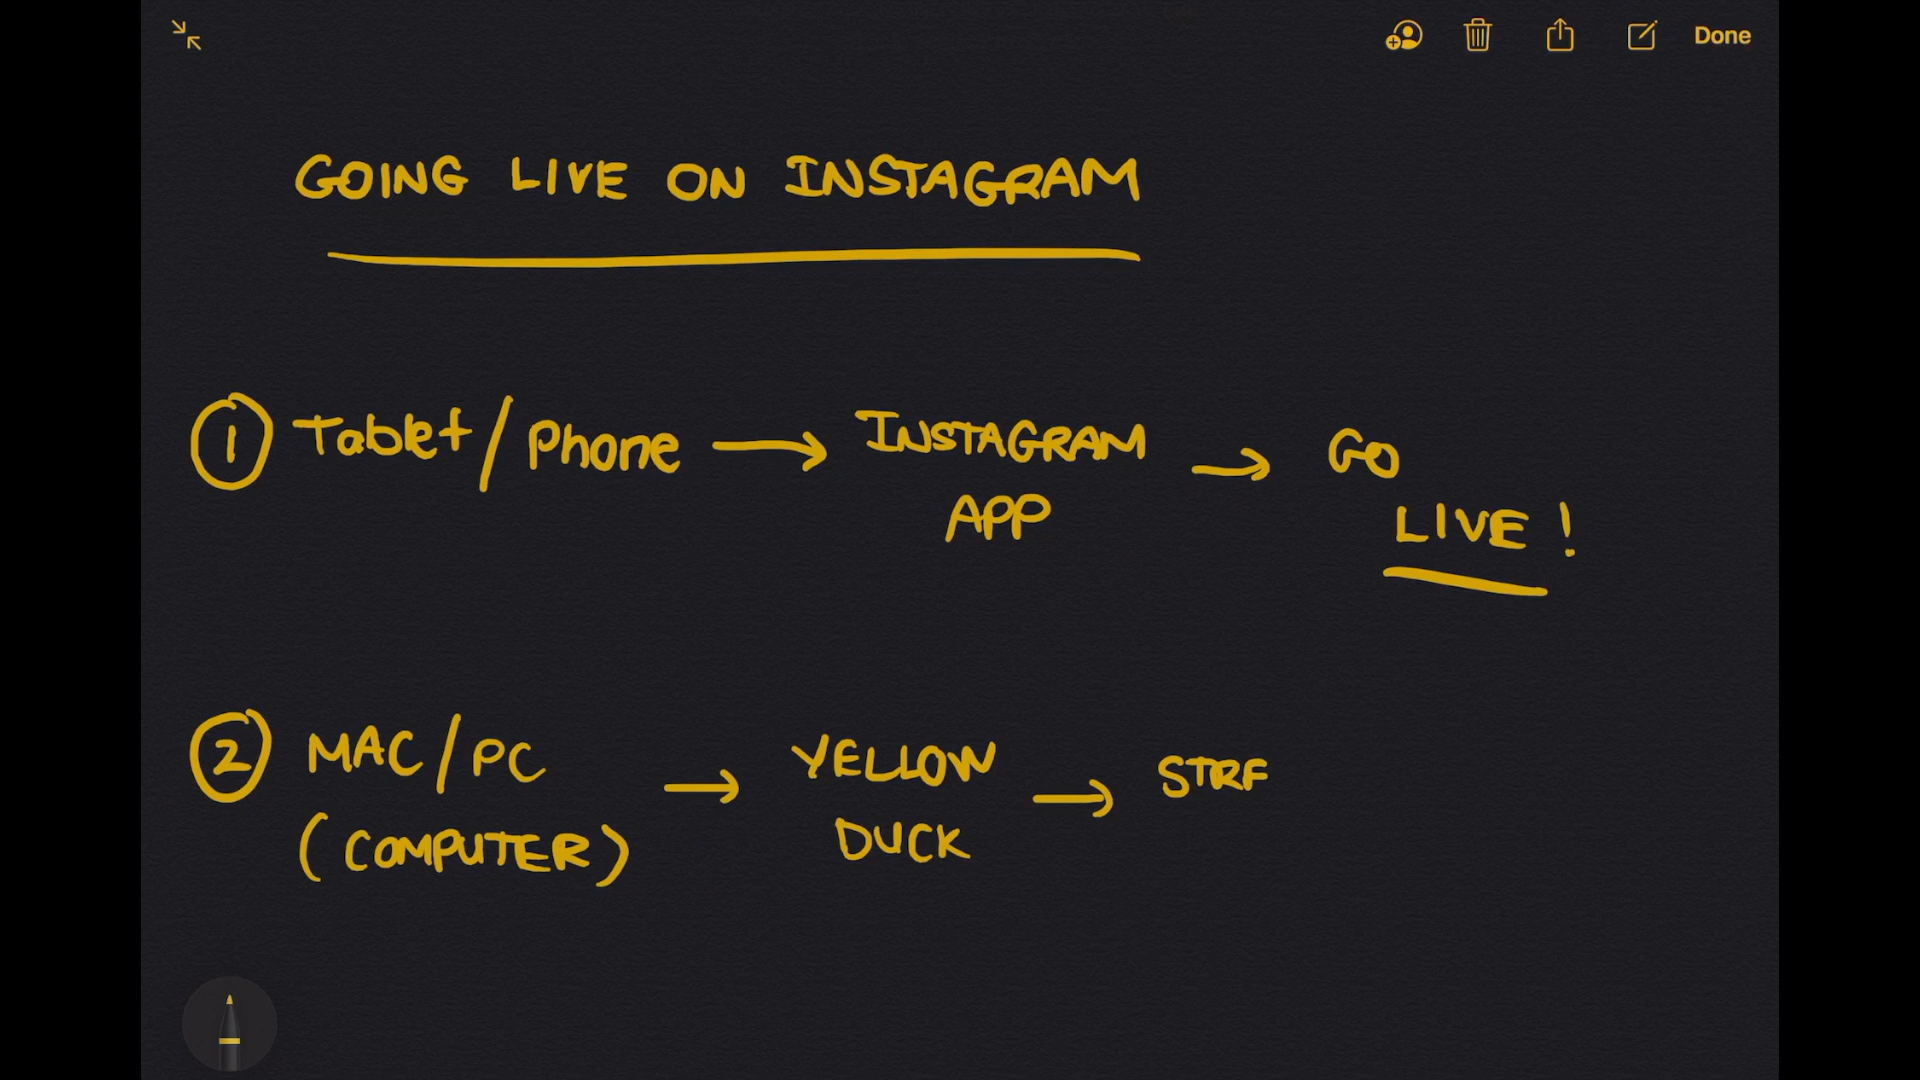 Done
GOING LIVE ON INSTAGRAM
1 Tablet / Phone → INSTAGRAM APP → GO LIVE !
2 MAC / PC (COMPUTER) → YELLOW DUCK → STRF